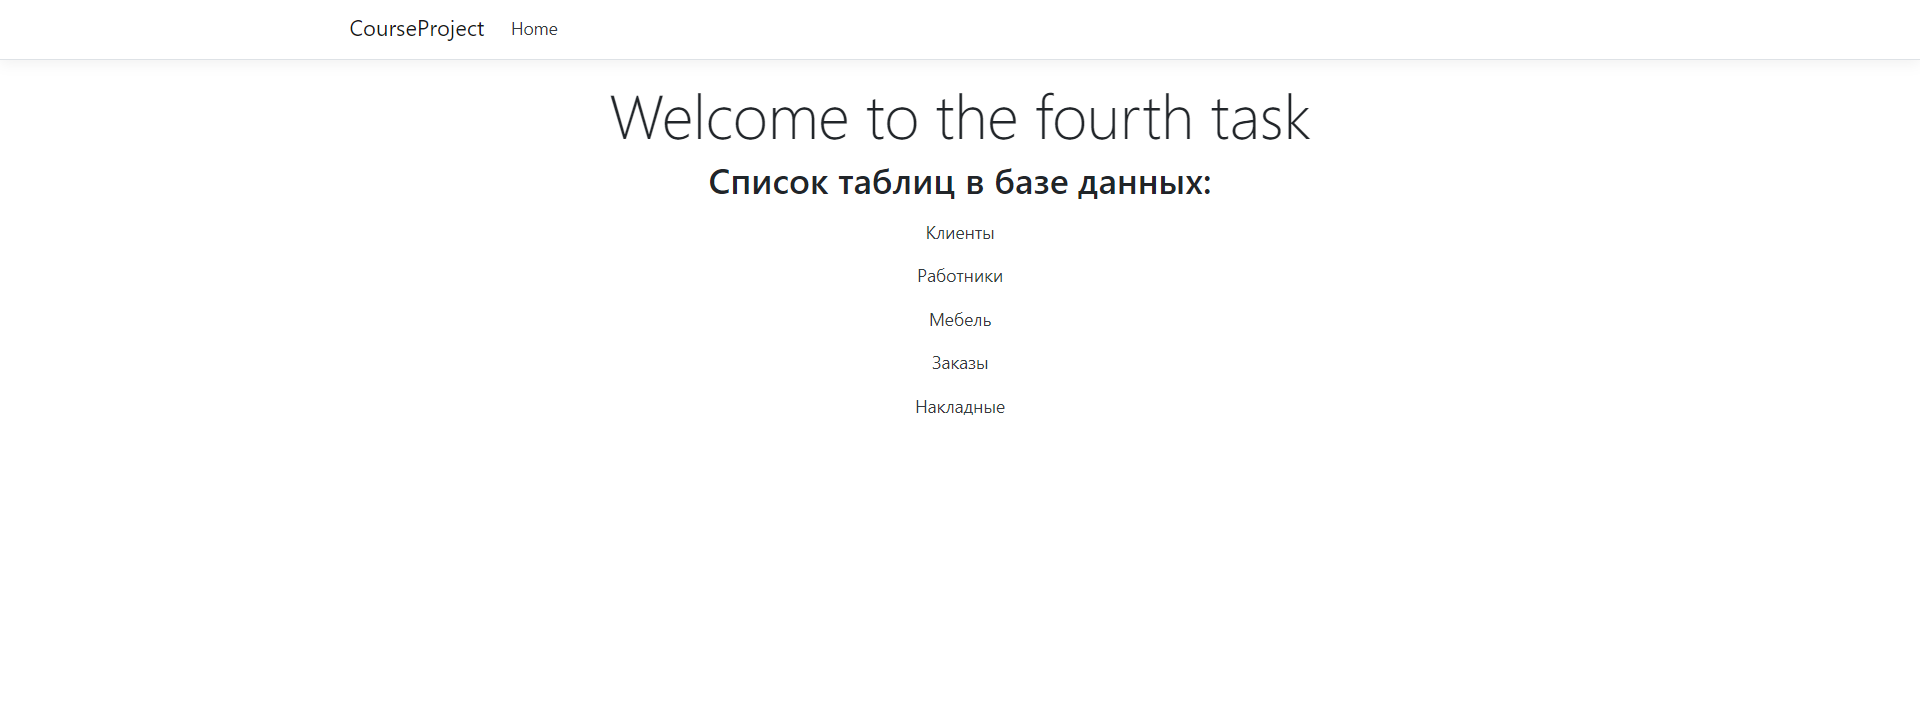 CourseProject Home
Welcome to the fourth task
Список таблиц в базе данных:
Клиенты
Работники
Мебель
Заказы
Накладные